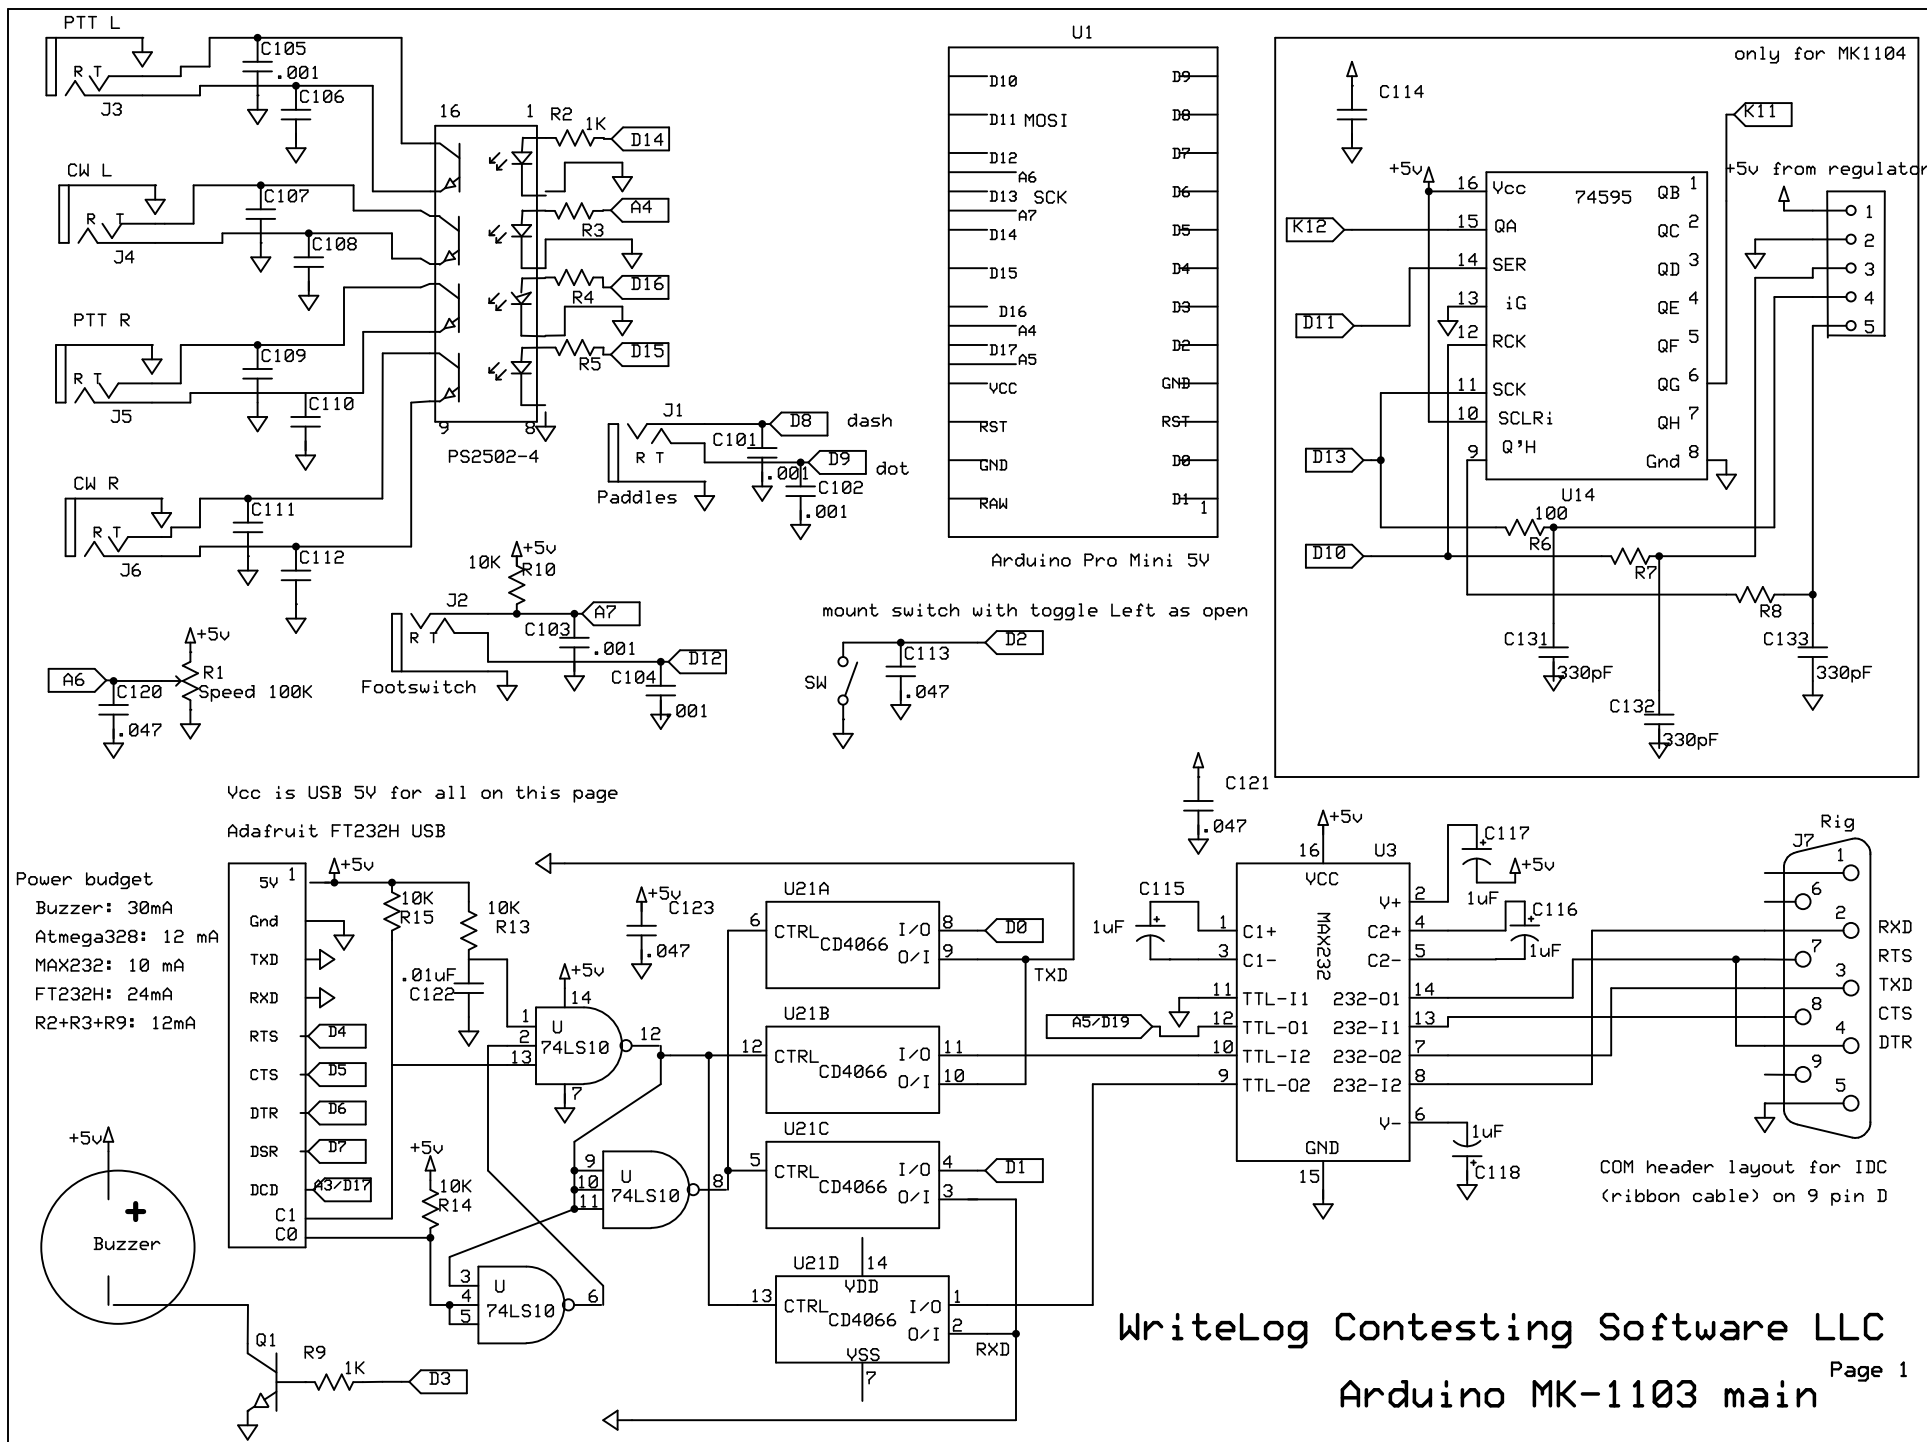 PTT L
C105
.001
R T
C106
J3
CW L
C107
R T
C108
J4
PTT R
C109
R T
C110
J5
CW R
C111
R T
C112
J6
16
1
9
8
PS2502-4
R2
1K
D14
A4
R3
D16
R4
D15
R5
J1
D8
dash
C101
.001
D9
dot
R T
C102
.001
Paddles
+5v
10K
R10
J2
A7
C103
.001
R T
D12
C104
.001
Footswitch
+5v
A6
R1
C120
Speed 100K
.047
mount switch with toggle Left as open
D2
C113
SW
.047
U1
D10
D9
D11 MOSI
D8
D12
D7
A6
D13 SCK
D6
A7
D14
D5
D15
D4
D16
D3
A4
D17
D2
A5
VCC
GND
RST
RST
GND
D0
RAW
D1
1
Arduino Pro Mini 5V
only for MK1104
C114
K11
+5v
+5v from regulator
16 Vcc
74595
QB 1
K12
15 QA
QC 2
14 SER
QD 3
13 iG
QE 4
D11
12 RCK
QF 5
11 SCK
QG 6
10 SCLRi
QH 7
9 Q'H
Gnd 8
U14
1
2
3
4
5
D13
100
R6
D10
R7
R8
C131
330pF
C132
330pF
C133
330pF
Vcc is USB 5V for all on this page
Adafruit FT232H USB
Power budget
Buzzer: 30mA
Atmega328: 12 mA
MAX232: 10 mA
FT232H: 24mA
R2+R3+R9: 12mA
+5v
5V 1
Gnd
TXD
RXD
RTS
D4
CTS
D5
DTR
D6
DSR
D7
DCD
A3/D17
C1
C0
10K
R15
10K
R13
.01uF
C122
+5v
C123
.047
+5v
14
1
2
13
U
74LS10
12
7
9
10
11
U
74LS10
8
+5v
10K
R14
3
4
5
U
74LS10
6
+5v
+
Buzzer
Q1
R9
1K
D3
U21A
6 CTRL
CD4066
I/O 8
O/I 9
D0
TXD
U21B
12 CTRL
CD4066
I/O 11
O/I 10
U21C
5 CTRL
CD4066
I/O 4
O/I 3
D1
U21D
14
VDD
13 CTRL
CD4066
I/O 1
O/I 2
VSS
7
RXD
C121
.047
+5v
16
U3
VCC
MAX232
C115
1uF
1 C1+
3 C1-
11 TTL-I1
12 TTL-O1
10 TTL-I2
9 TTL-O2
A5/D19
V+ 2
C2+ 4
C2- 5
232-O1 14
232-I1 13
232-O2 7
232-I2 8
V- 6
GND
15
C117
1uF
+5v
C116
1uF
1uF
C118
Rig
J7
1
6
2
RXD
7
RTS
3
TXD
8
CTS
4
DTR
9
5
COM header layout for IDC
(ribbon cable) on 9 pin D
WriteLog Contesting Software LLC
Page 1
Arduino MK-1103 main